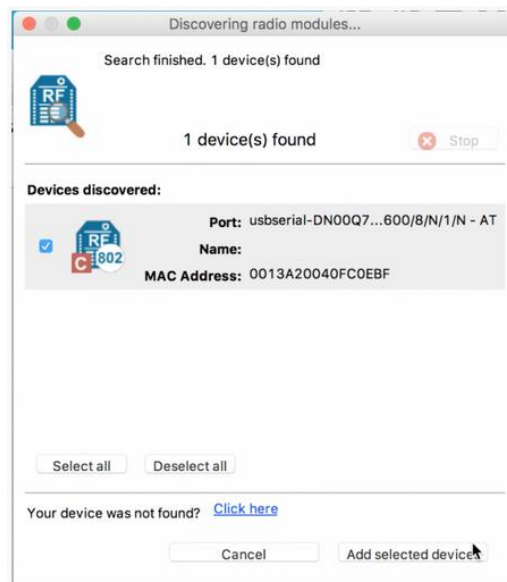 Discovering radio modules...
Search finished. 1 device(s) found
RF
1 device(s) found
Stop
Devices discovered:
RF
C 802
Port: usbserial-DN00Q7...600/8/N/1/N - AT
Name:
MAC Address: 0013A20040FC0EBF
Select all Deselect all
Your device was not found? Click here
Cancel Add selected devices